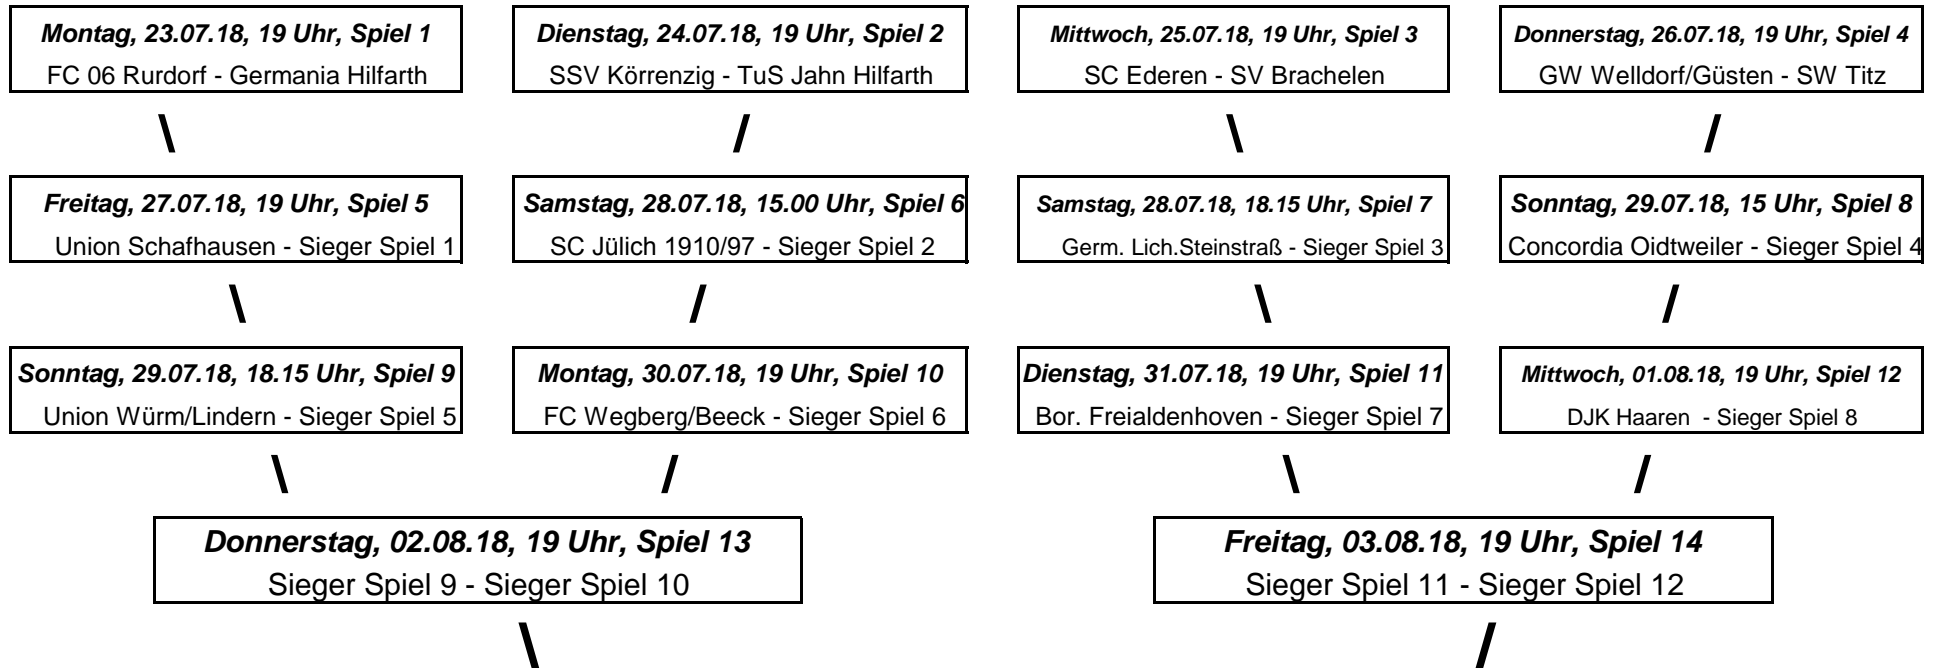 Montag, 23.07.18, 19 Uhr, Spiel 1
FC 06 Rurdorf - Germania Hilfarth
Dienstag, 24.07.18, 19 Uhr, Spiel 2
SSV Körrenzig - TuS Jahn Hilfarth
Mittwoch, 25.07.18, 19 Uhr, Spiel 3
SC Ederen - SV Brachelen
Donnerstag, 26.07.18, 19 Uhr, Spiel 4
GW Welldorf/Güsten - SW Titz
\ / \ /
Freitag, 27.07.18, 19 Uhr, Spiel 5
Union Schafhausen - Sieger Spiel 1
Samstag, 28.07.18, 15.00 Uhr, Spiel 6
SC Jülich 1910/97 - Sieger Spiel 2
Samstag, 28.07.18, 18.15 Uhr, Spiel 7
Germ. Lich.Steinstraß - Sieger Spiel 3
Sonntag, 29.07.18, 15 Uhr, Spiel 8
Concordia Oidtweiler - Sieger Spiel 4
\ / \ /
Sonntag, 29.07.18, 18.15 Uhr, Spiel 9
Union Würm/Lindern - Sieger Spiel 5
Montag, 30.07.18, 19 Uhr, Spiel 10
FC Wegberg/Beeck - Sieger Spiel 6
Dienstag, 31.07.18, 19 Uhr, Spiel 11
Bor. Freialdenhoven - Sieger Spiel 7
Mittwoch, 01.08.18, 19 Uhr, Spiel 12
DJK Haaren - Sieger Spiel 8
\ / \ /
Donnerstag, 02.08.18, 19 Uhr, Spiel 13
Sieger Spiel 9 - Sieger Spiel 10
Freitag, 03.08.18, 19 Uhr, Spiel 14
Sieger Spiel 11 - Sieger Spiel 12
\ /